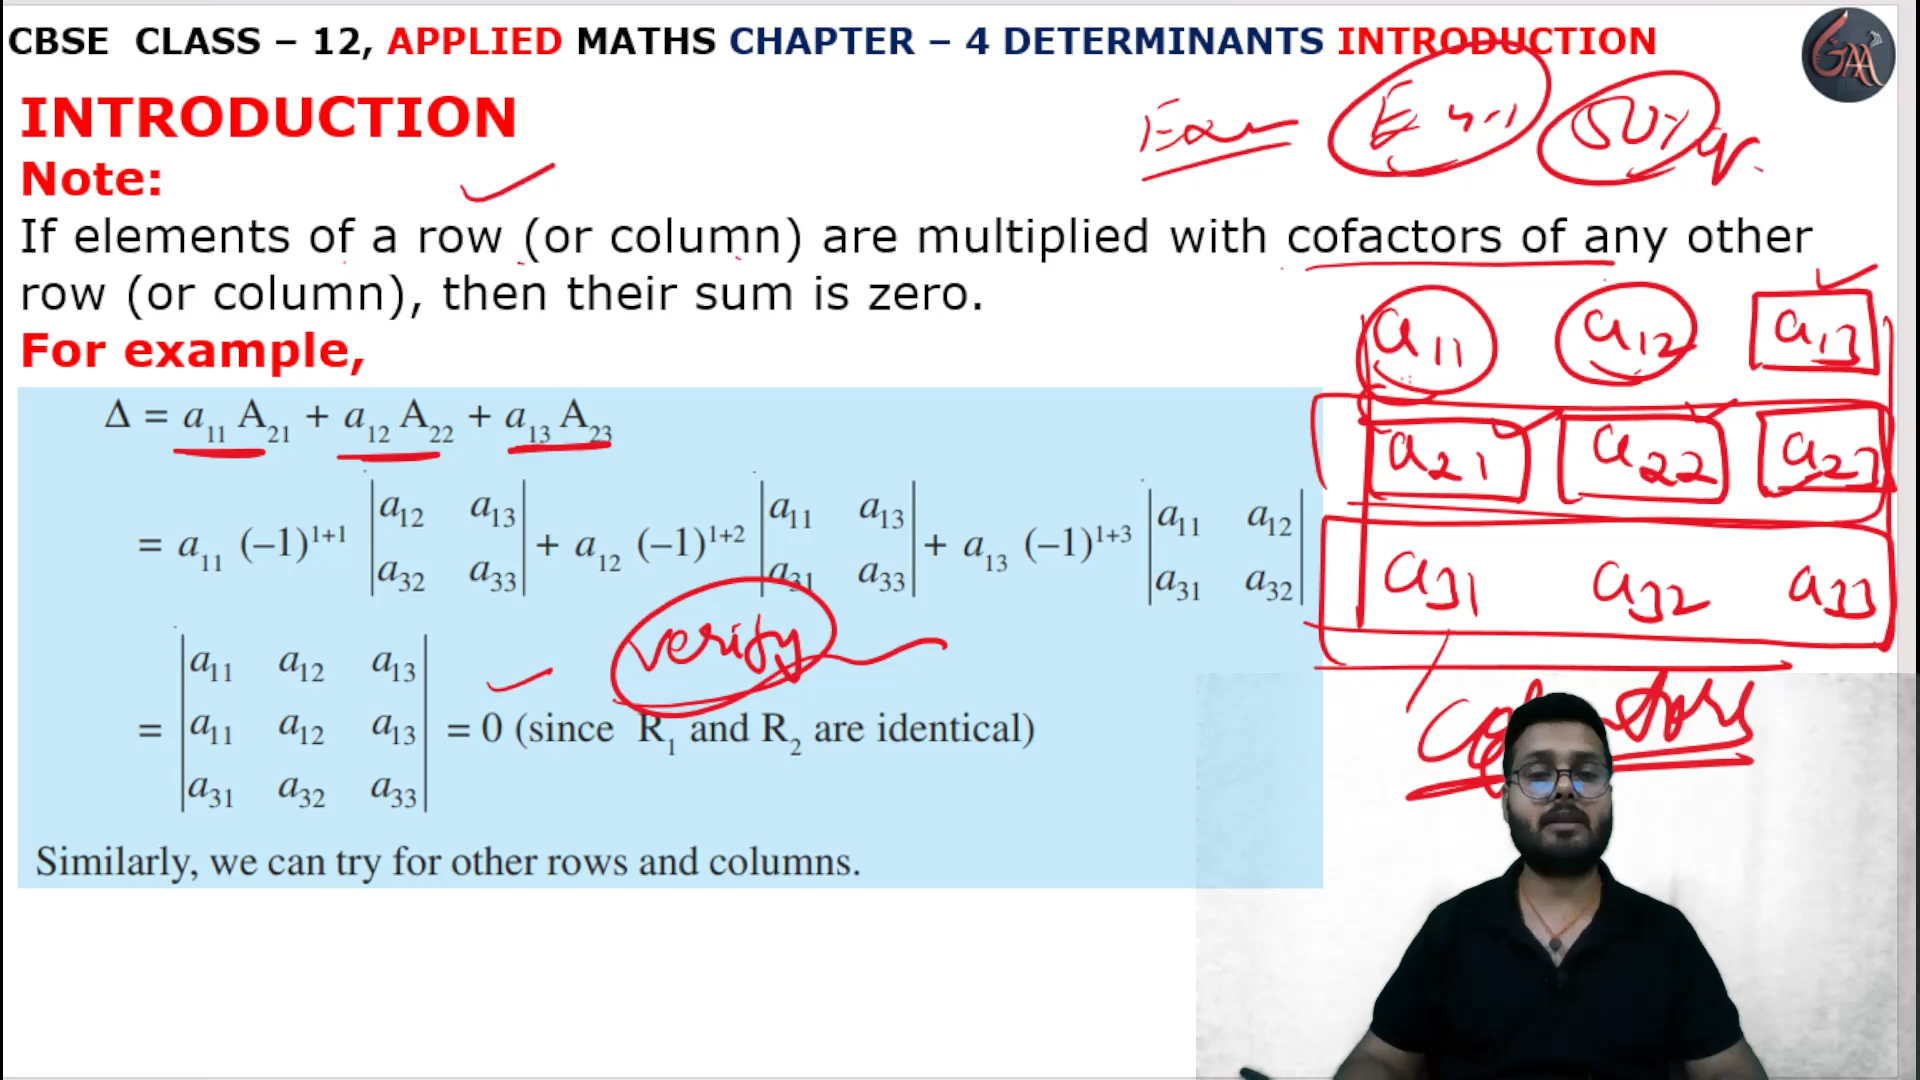 CBSE CLASS – 12, APPLIED MATHS CHAPTER – 4 DETERMINANTS INTRODUCTION
INTRODUCTION
Note:
If elements of a row (or column) are multiplied with cofactors of any other
row (or column), then their sum is zero.
For example,
Δ = a₁₁ A₂₁ + a₁₂ A₂₂ + a₁₃ A₂₃
= a₁₁ (–1)¹⁺¹ |a₁₂ a₁₃| + a₁₂ (–1)¹⁺² |a₁₁ a₁₃| + a₁₃ (–1)¹⁺³ |a₁₁ a₁₂|
|a₃₂ a₃₃| |a₃₁ a₃₃| |a₃₁ a₃₂|
verify
|a₁₁ a₁₂ a₁₃|
= |a₁₁ a₁₂ a₁₃| = 0 (since R₁ and R₂ are identical)
|a₃₁ a₃₂ a₃₃|
Similarly, we can try for other rows and columns.
a₁₁ a₁₂ a₁₃
a₂₁ a₂₂ a₂₃
a₃₁ a₃₂ a₃₃